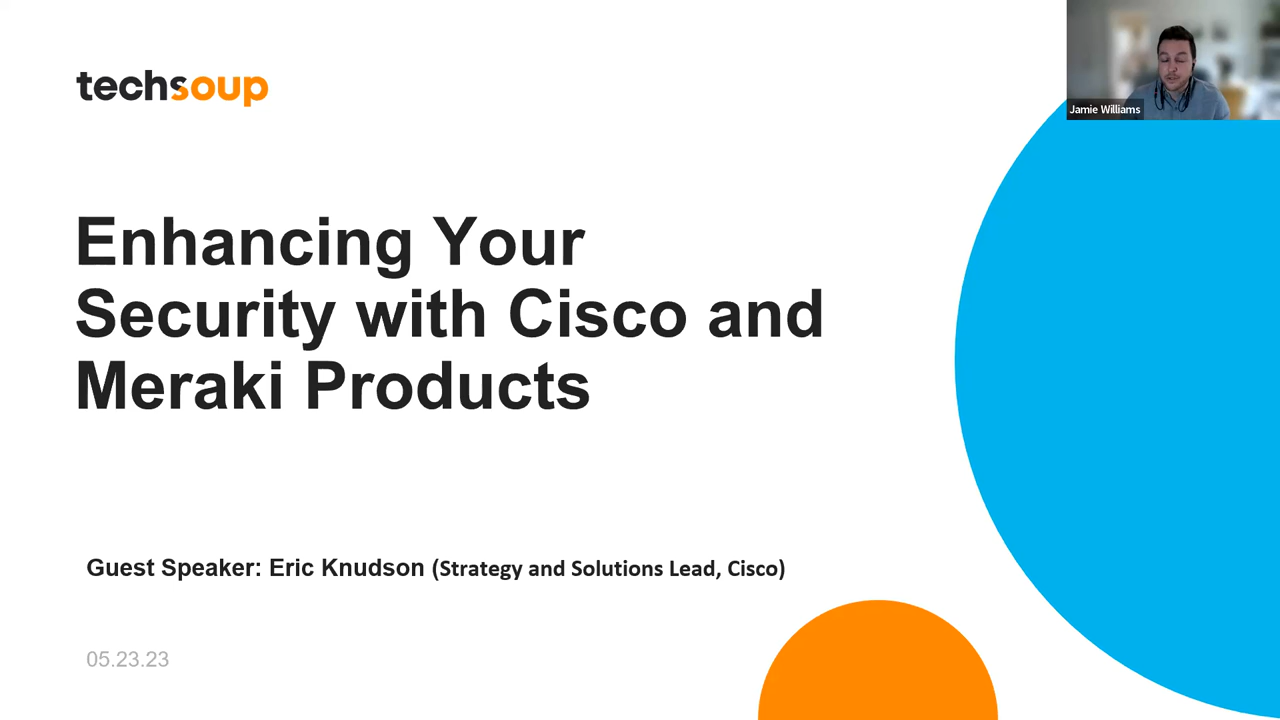 techsoup
Jamie Williams
Enhancing Your
Security with Cisco and
Meraki Products
Guest Speaker: Eric Knudson (Strategy and Solutions Lead, Cisco)
05.23.23